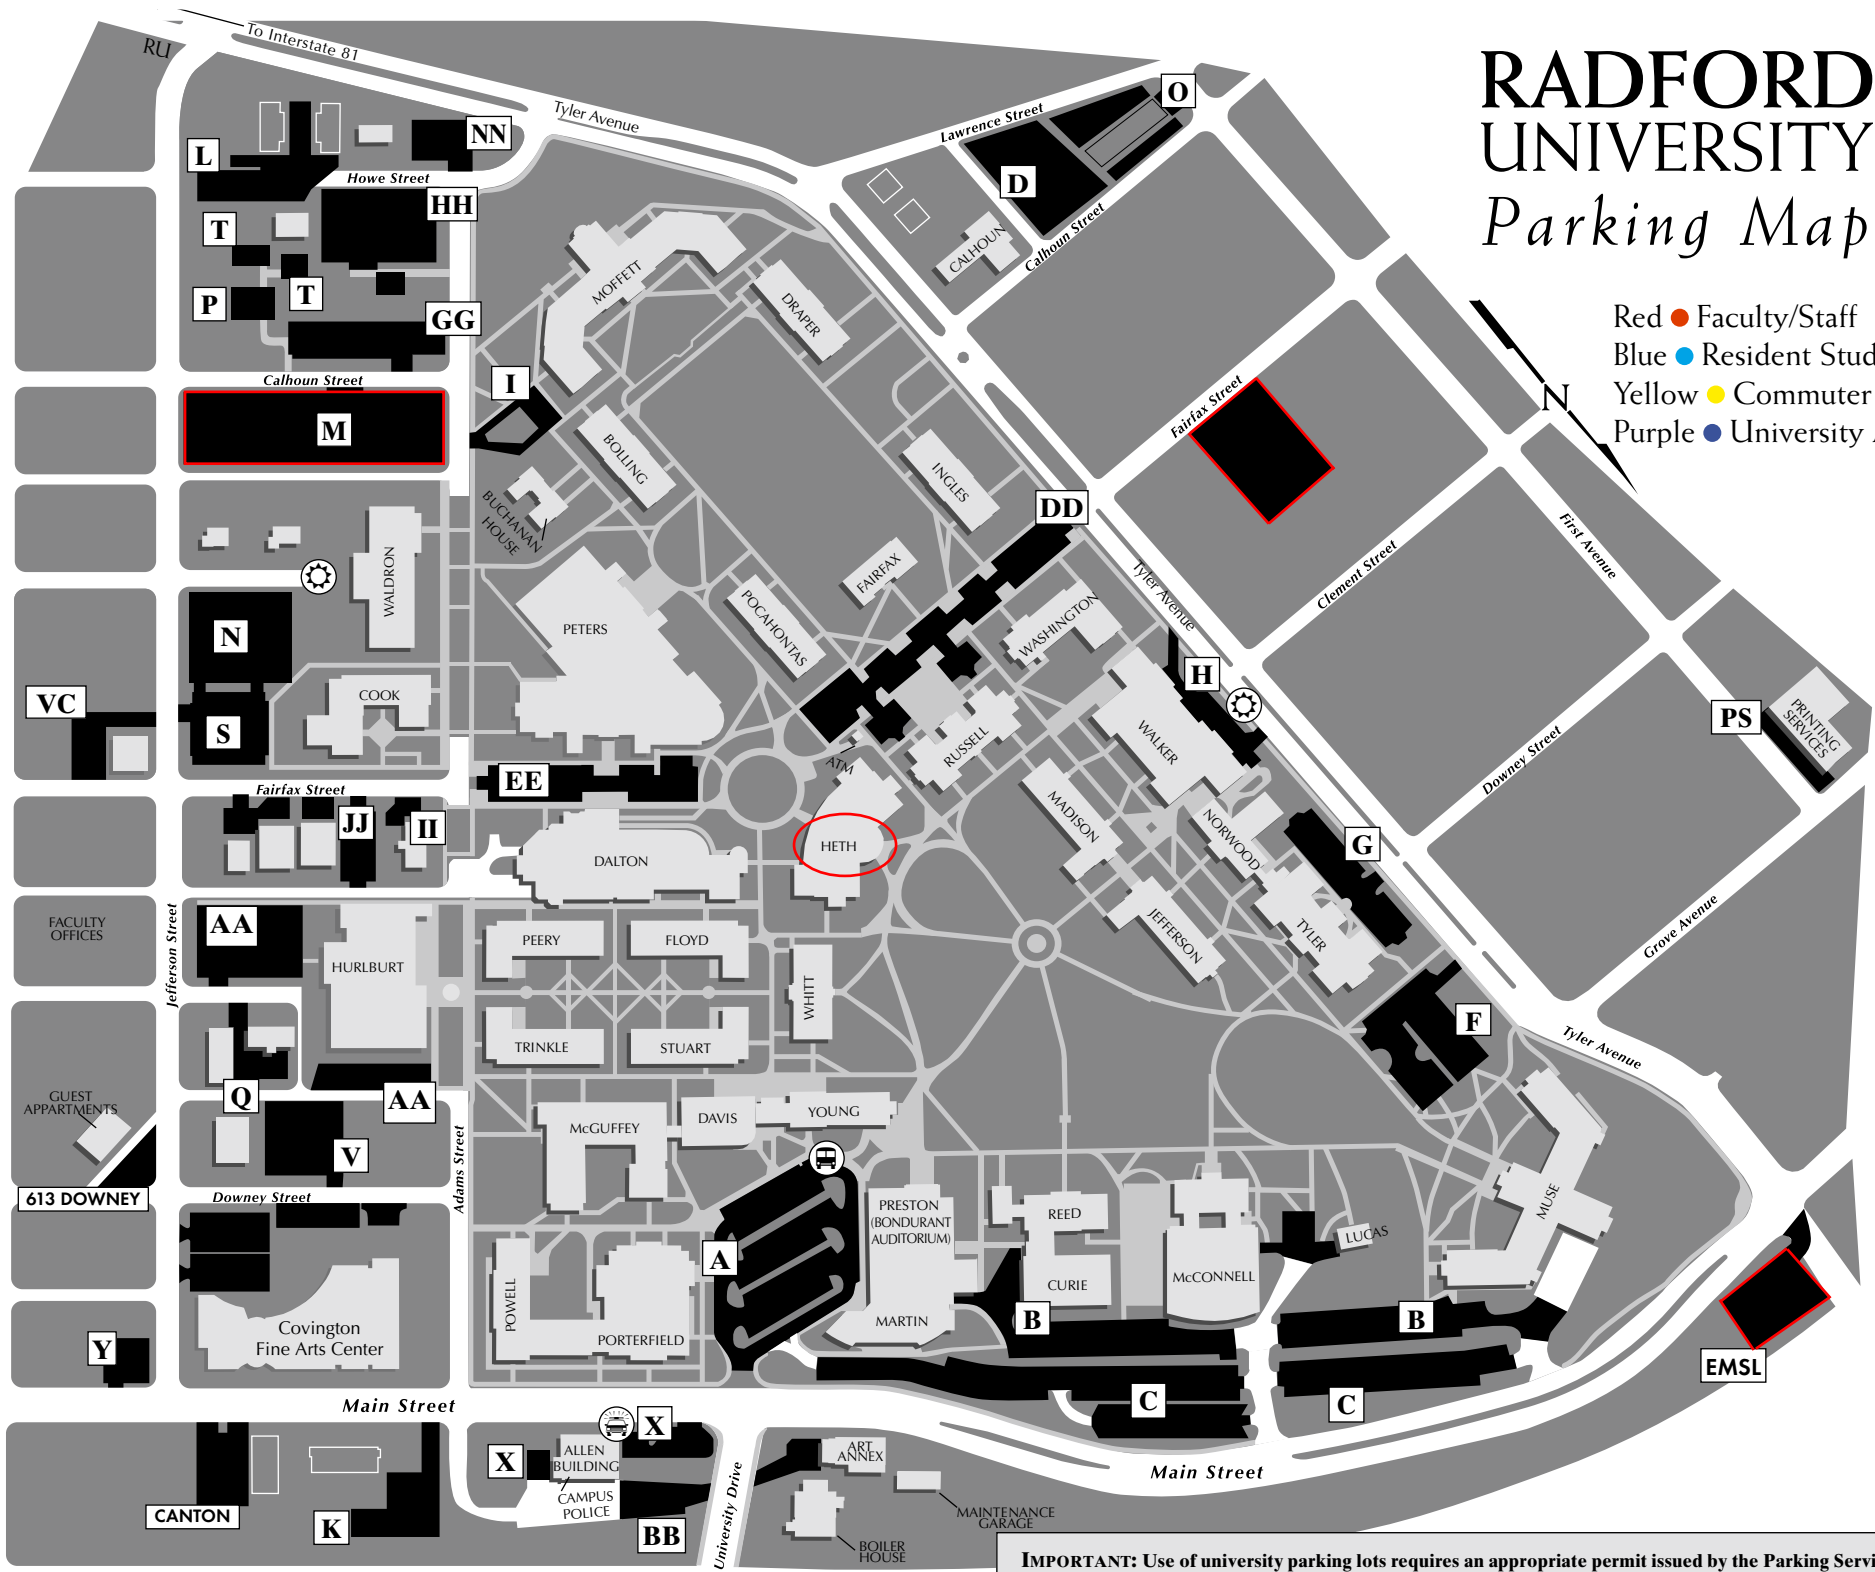 RADFORD
UNIVERSITY
Parking Map
Red Faculty/Staff
Blue Resident Stud
Yellow Commuter
Purple University
N
RU
To Interstate 81
Tyler Avenue
Lawrence Street
O
D
Calhoun Street
CALHOUN
L
NN
Howe Street
HH
T
T
P
GG
Calhoun Street
M
I
MOFFETT
DRAPER
BOLLING
BUCHANAN
HOUSE
INGLES
DD
Fairfax Street
First Avenue
Clement Street
Tyler Avenue
Downey Street
Grove Avenue
PS
PRINTING
SERVICES
WALDRON
N
S
VC
COOK
PETERS
POCAHONTAS
FAIRFAX
WASHINGTON
H
WALKER
RUSSELL
ATM
MADISON
NORWOOD
G
EE
Fairfax Street
JJ
II
DALTON
HETH
JEFFERSON
TYLER
F
Tyler Avenue
FACULTY
OFFICES
Jefferson Street
AA
HURLBURT
PEERY
FLOYD
WHITT
TRINKLE
STUART
Q
AA
GUEST
APPARTMENTS
613 DOWNEY
V
Downey Street
Adams Street
McGUFFEY
DAVIS
YOUNG
A
PRESTON
(BONDURANT
AUDITORIUM)
MARTIN
REED
CURIE
McCONNELL
LUCAS
MUSE
B
B
C
C
EMSL
POWELL
PORTERFIELD
Covington
Fine Arts Center
Y
Main Street
CANTON
K
X
X
ALLEN
BUILDING
CAMPUS
POLICE
BB
University Drive
ART
ANNEX
BOILER
HOUSE
MAINTENANCE
GARAGE
Main Street
IMPORTANT: Use of university parking lots requires an appropriate permit issued by the Parking Servi